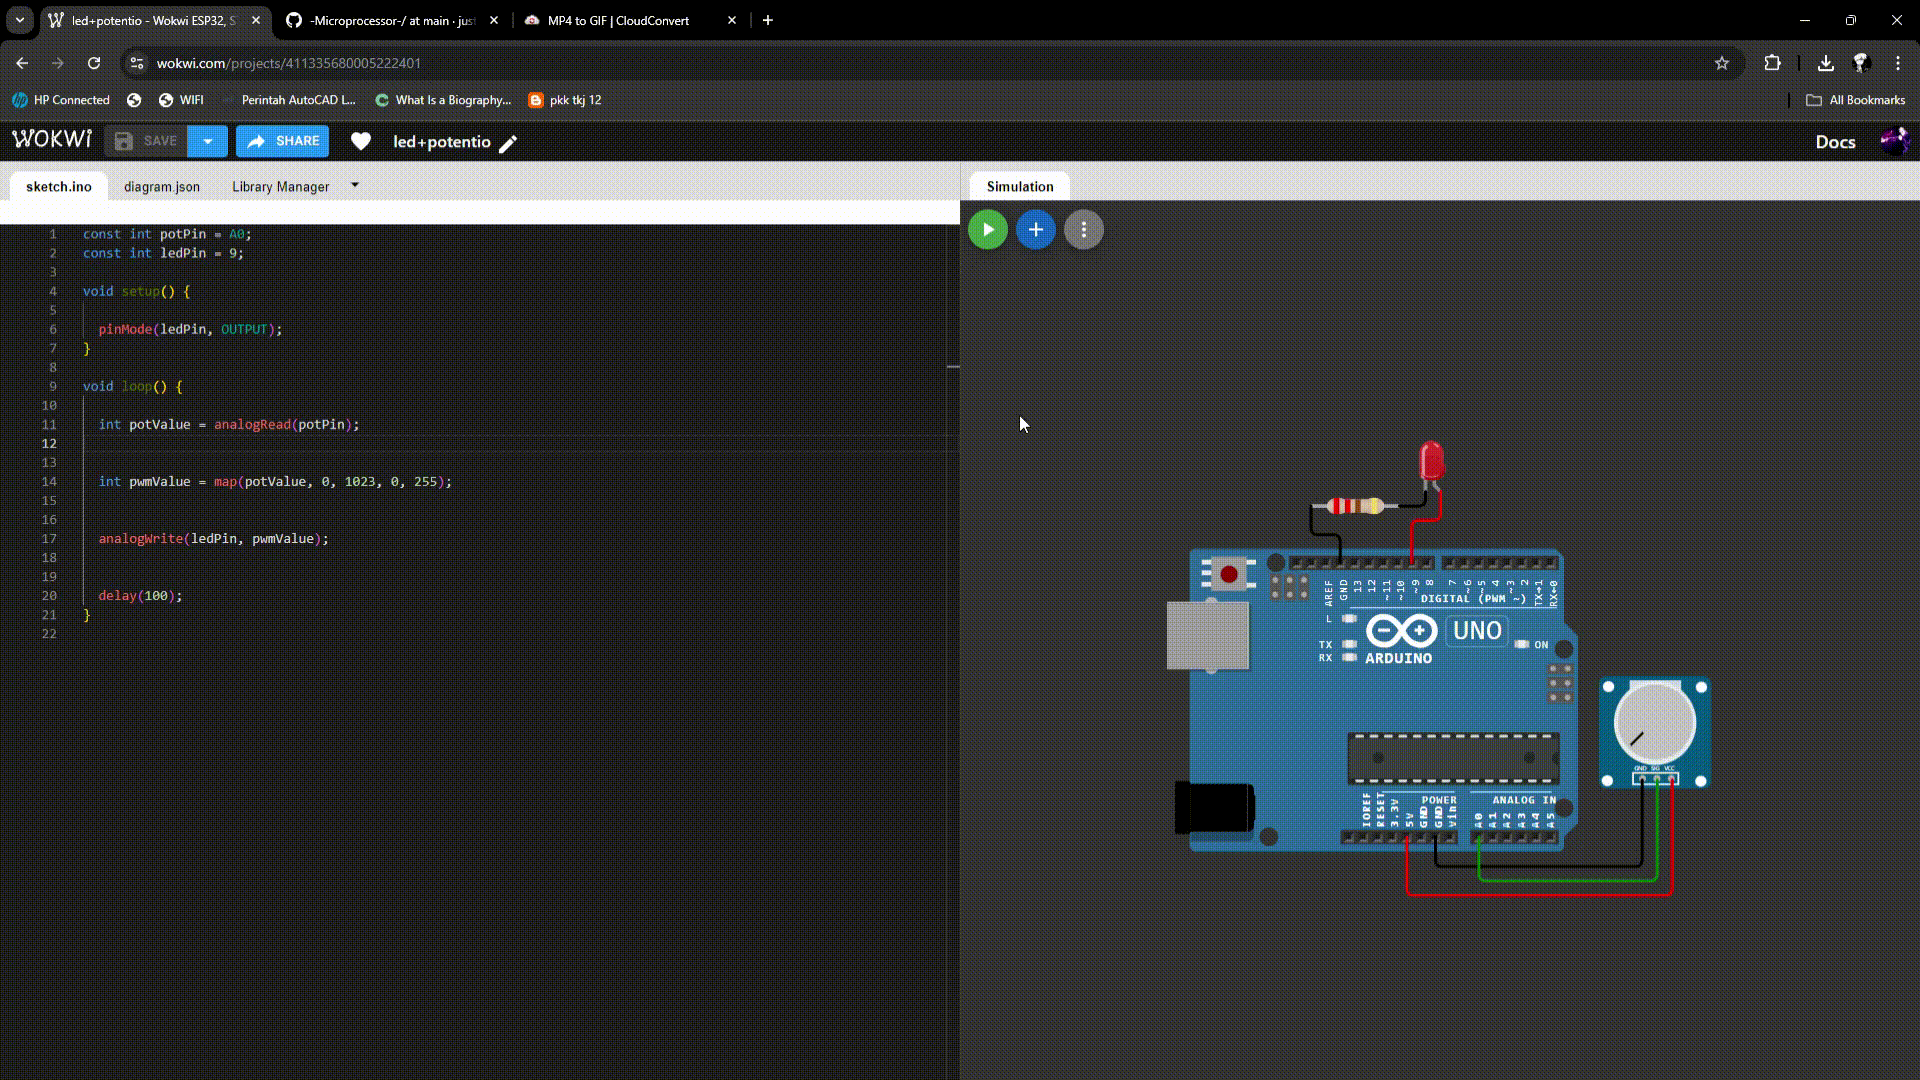 led+potentio - Wokwi ESP32, S
-Microprocessor-/ at main · jus
MP4 to GIF | CloudConvert
wokwi.com/projects/411335680005222401
HP Connected
WIFI
Perintah AutoCAD L...
What Is a Biography...
pkk tkj 12
All Bookmarks
WOKWi
SAVE
SHARE
led+potentio
Docs
sketch.ino
diagram.json
Library Manager
Simulation
1 const int potPin = A0;
2 const int ledPin = 9;
3
4 void setup() {
5
6 pinMode(ledPin, OUTPUT);
7 }
8
9 void loop() {
10
11 int potValue = analogRead(potPin);
12
13
14 int pwmValue = map(potValue, 0, 1023, 0, 255);
15
16
17 analogWrite(ledPin, pwmValue);
18
19
20 delay(100);
21 }
22
AREF
GND
13
12
~11
~10
~9
8
7
~6
~5
4
~3
2
TX→1
RX←0
DIGITAL (PWM ~)
L
TX
RX
UNO
ON
ARDUINO
GND SIG VCC
POWER
ANALOG IN
IOREF
RESET
3.3V
5V
GND
GND
Vin
A0
A1
A2
A3
A4
A5